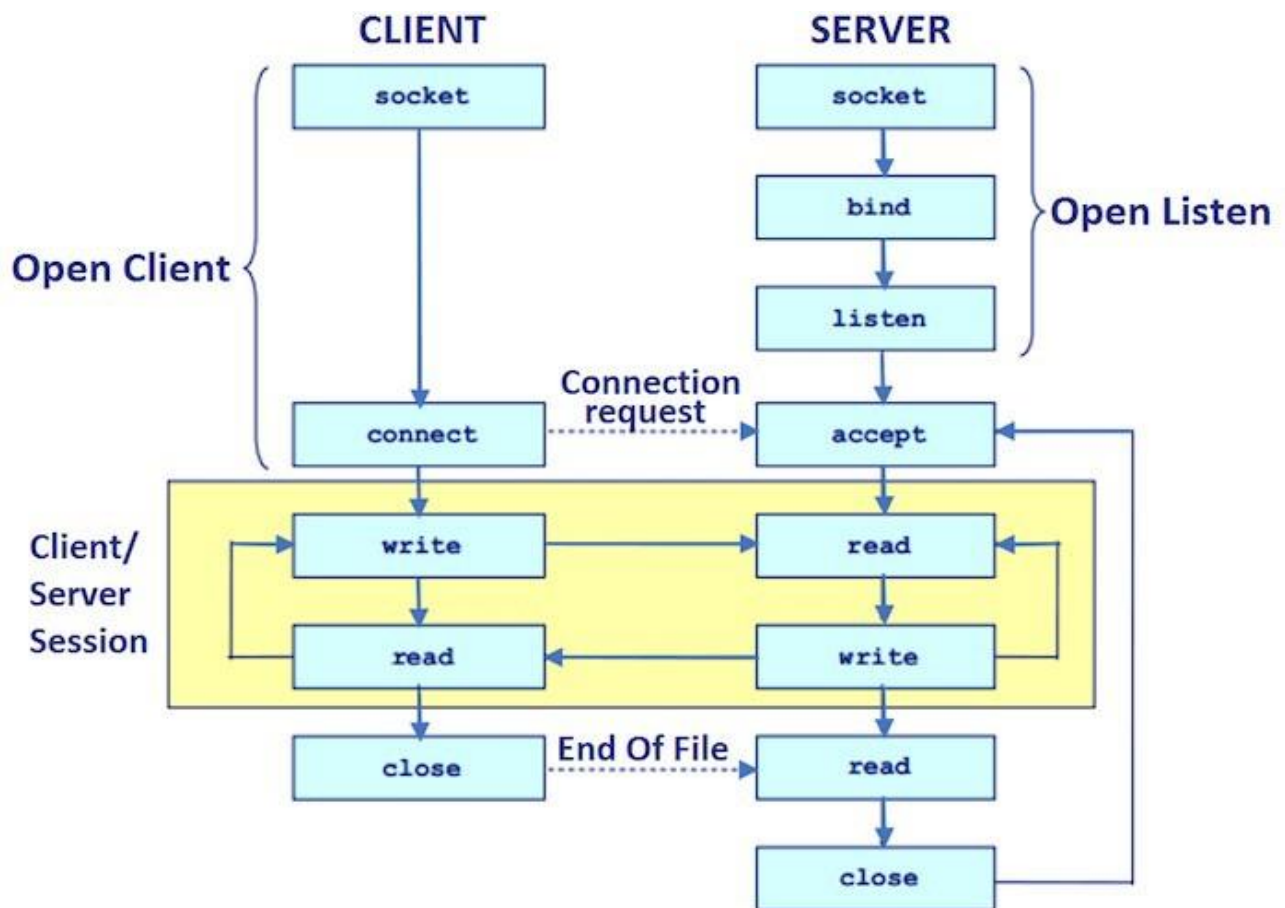 CLIENT
SERVER
socket
socket
bind
Open Listen
Open Client
listen
Connection
request
connect
accept
Client/
Server
Session
write
read
read
write
End Of File
close
read
close